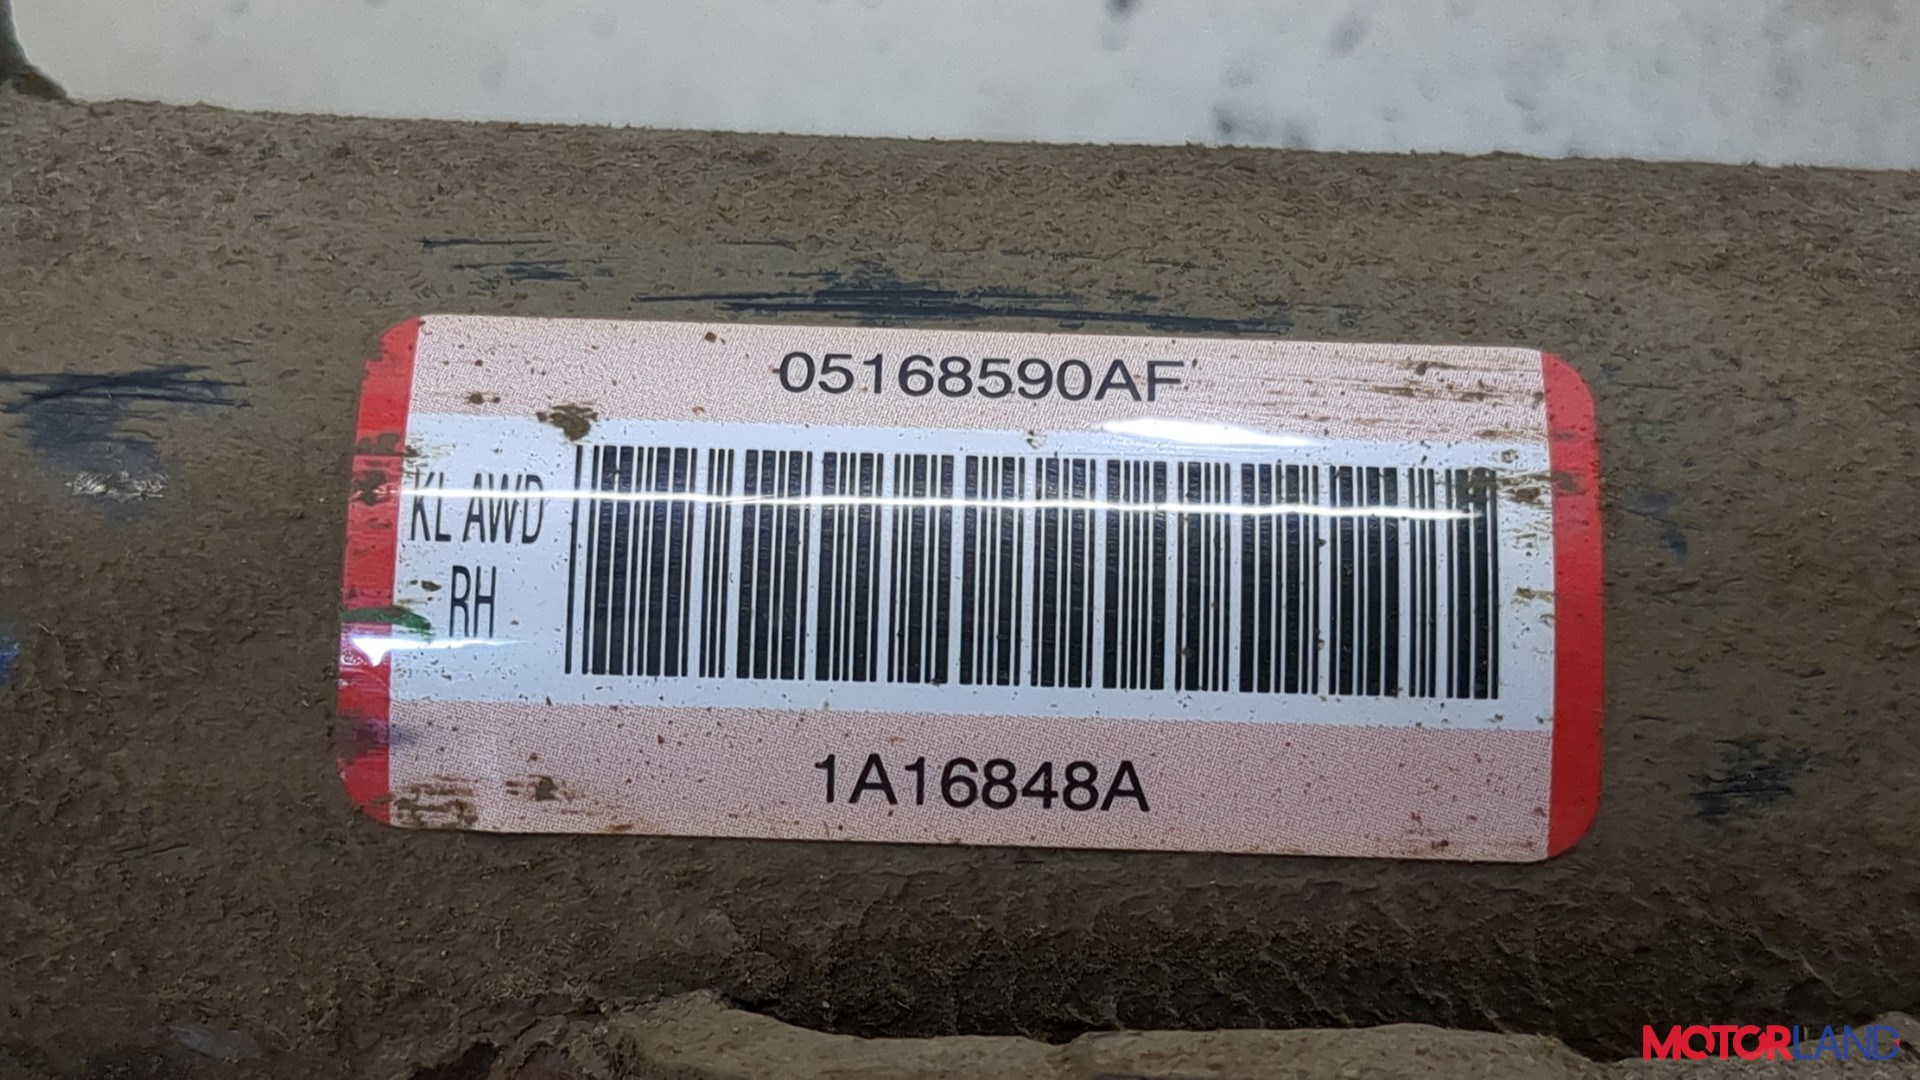 05168590AF
KL AWD
RH
1A16848A
MOTORLAND